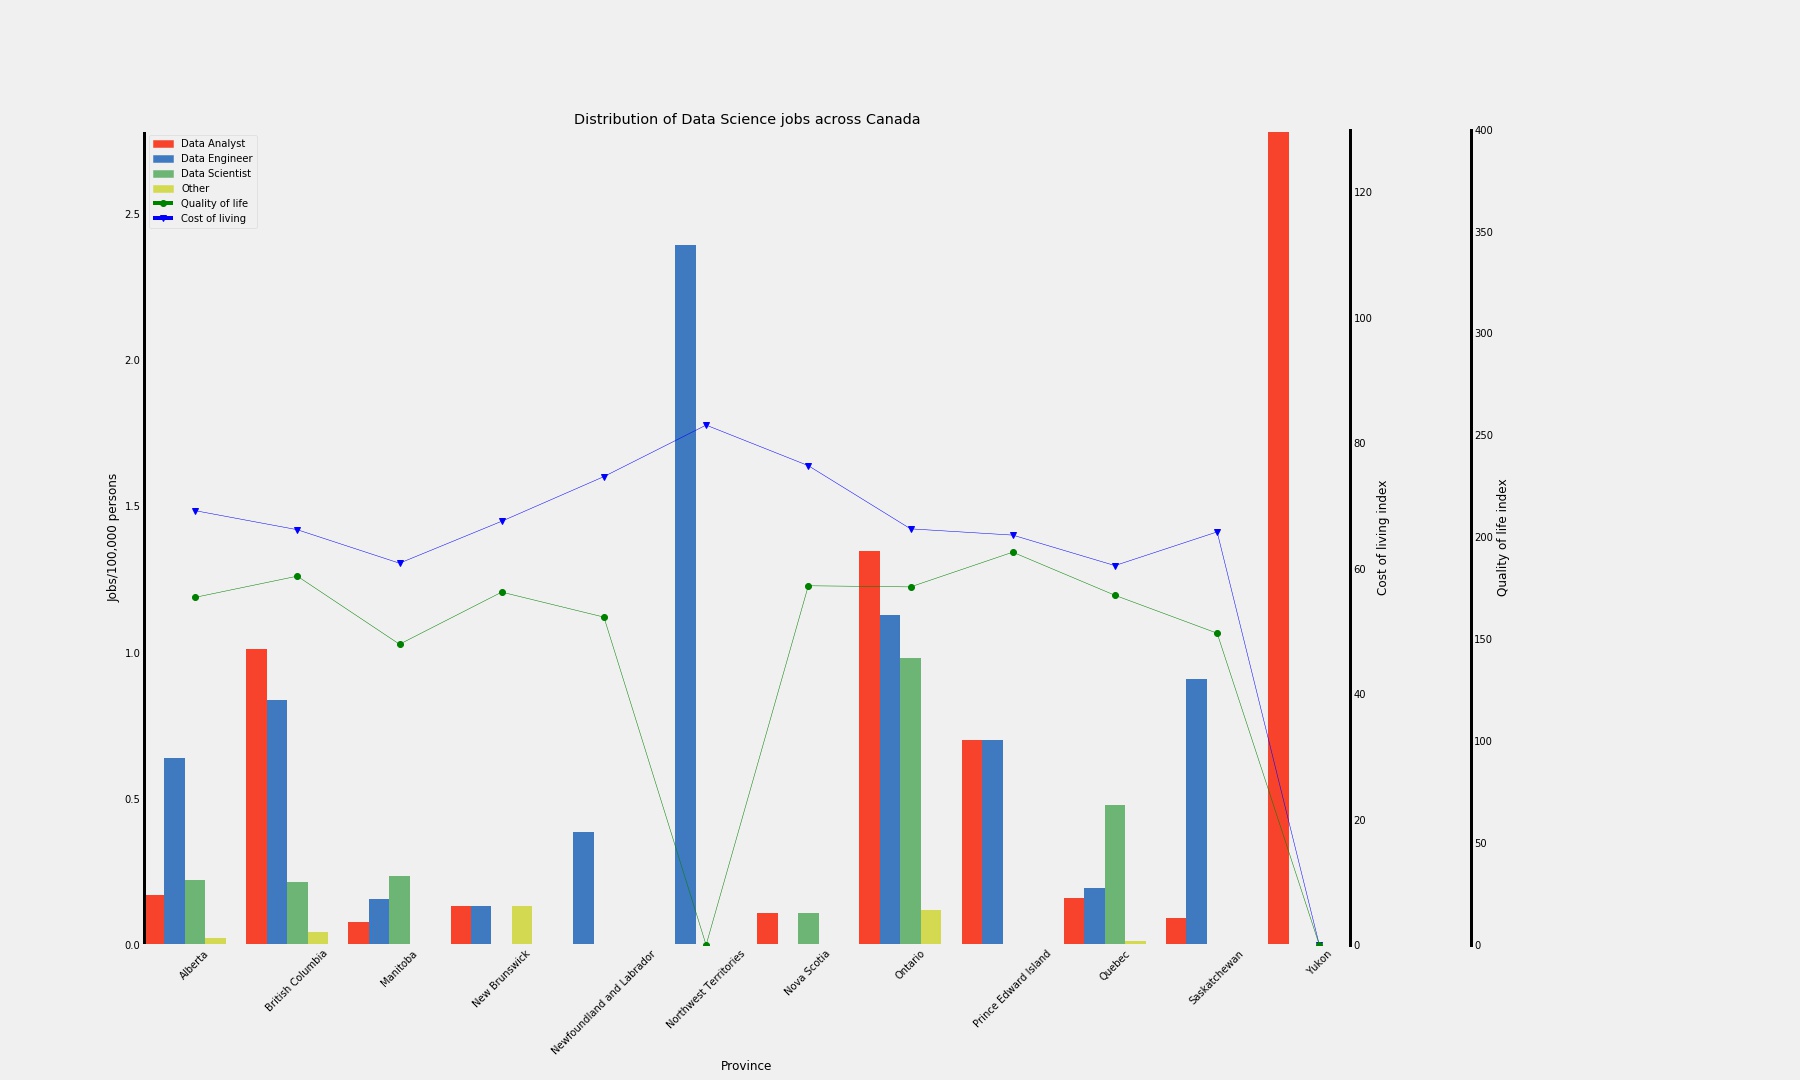 Distribution of Data Science jobs across Canada
Data Analyst
Data Engineer
Data Scientist
Other
Quality of life
Cost of living
Jobs/100,000 persons
2.5
2.0
1.5
1.0
0.5
0.0
Alberta
British Columbia
Manitoba
New Brunswick
Newfoundland and Labrador
Northwest Territories
Nova Scotia
Ontario
Prince Edward Island
Quebec
Saskatchewan
Yukon
Province
120
100
80
60
40
20
0
Cost of living index
400
350
300
250
200
150
100
50
0
Quality of life index